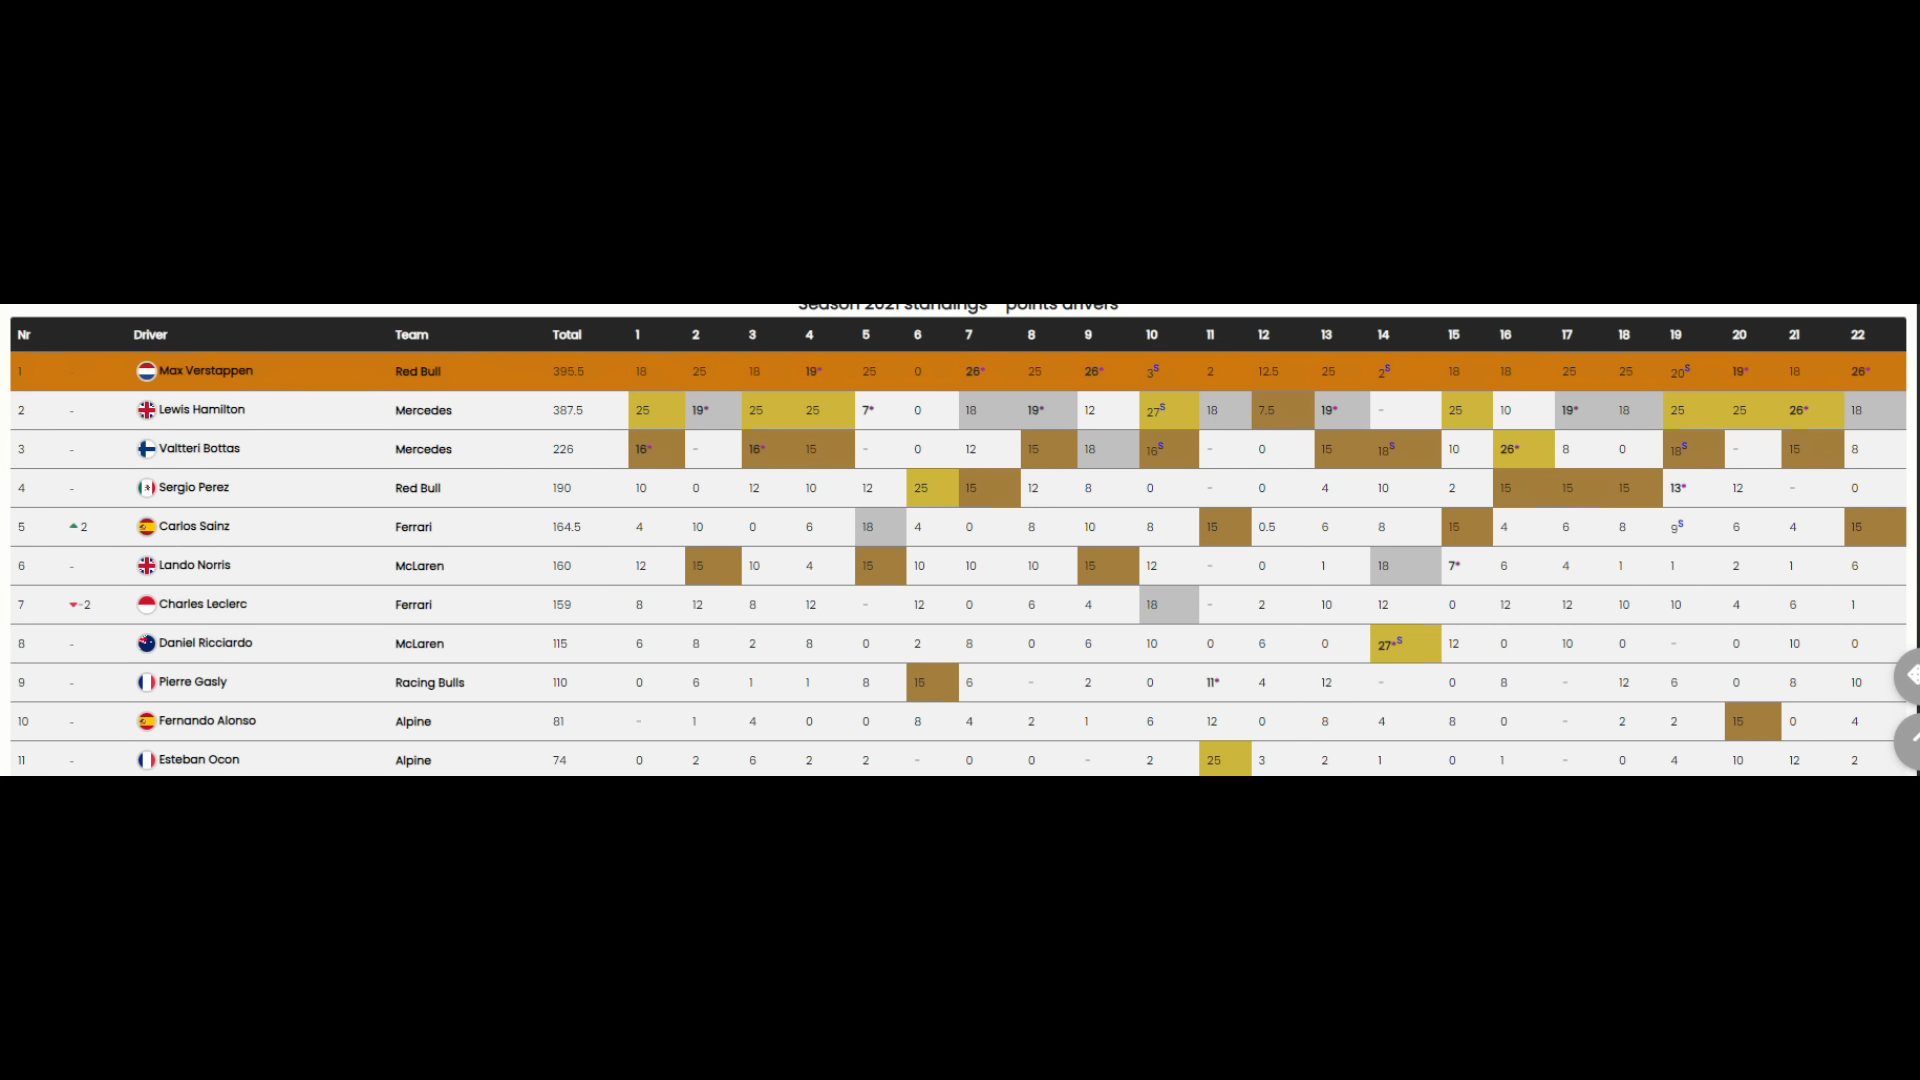 Season 2021 standings - points drivers
Nr Driver Team Total 1 2 3 4 5 6 7 8 9 10 11 12 13 14 15 16 17 18 19 20 21 22
1 Max Verstappen Red Bull 395.5 18 25 18 19* 25 0 26* 25 26* 3S 2 12.5 25 2S 18 18 25 25 20S 19* 18 26*
2 - Lewis Hamilton Mercedes 387.5 25 19* 25 25 7* 0 18 19* 12 27S 18 7.5 19* - 25 10 19* 18 25 25 26* 18
3 - Valtteri Bottas Mercedes 226 16* - 16* 15 - 0 12 15 18 16S - 0 15 18S 10 26* 8 0 18S - 15 8
4 - Sergio Perez Red Bull 190 10 0 12 10 12 25 15 12 8 0 - 0 4 10 2 15 15 15 13* 12 - 0
5 2 Carlos Sainz Ferrari 164.5 4 10 0 6 18 4 0 8 10 8 15 0.5 6 8 15 4 6 8 9S 6 4 15
6 - Lando Norris McLaren 160 12 15 10 4 15 10 10 10 15 12 - 0 1 18 7* 6 4 1 1 2 1 6
7 -2 Charles Leclerc Ferrari 159 8 12 8 12 - 12 0 6 4 18 - 2 10 12 0 12 12 10 10 4 6 1
8 - Daniel Ricciardo McLaren 115 6 8 2 8 0 2 8 0 6 10 0 6 0 27*S 12 0 10 0 - 0 10 0
9 - Pierre Gasly Racing Bulls 110 0 6 1 1 8 15 6 - 2 0 11* 4 12 - 0 8 - 12 6 0 8 10
10 - Fernando Alonso Alpine 81 - 1 4 0 0 8 4 2 1 6 12 0 8 4 8 0 - 2 2 15 0 4
11 - Esteban Ocon Alpine 74 0 2 6 2 2 - 0 0 - 2 25 3 2 1 0 1 - 0 4 10 12 2